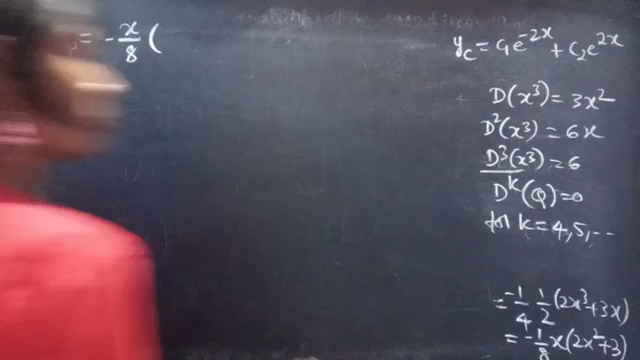 p = -x/8 (
y_c = c₁e^{-2x} + c₂e^{2x}
D(x³) = 3x²
D²(x³) = 6x
D³(x³) = 6
D^k(Q) = 0
for k = 4,5,...
= -1/4 1/2 (2x³+3x)
= -1/8 x(2x²+3)